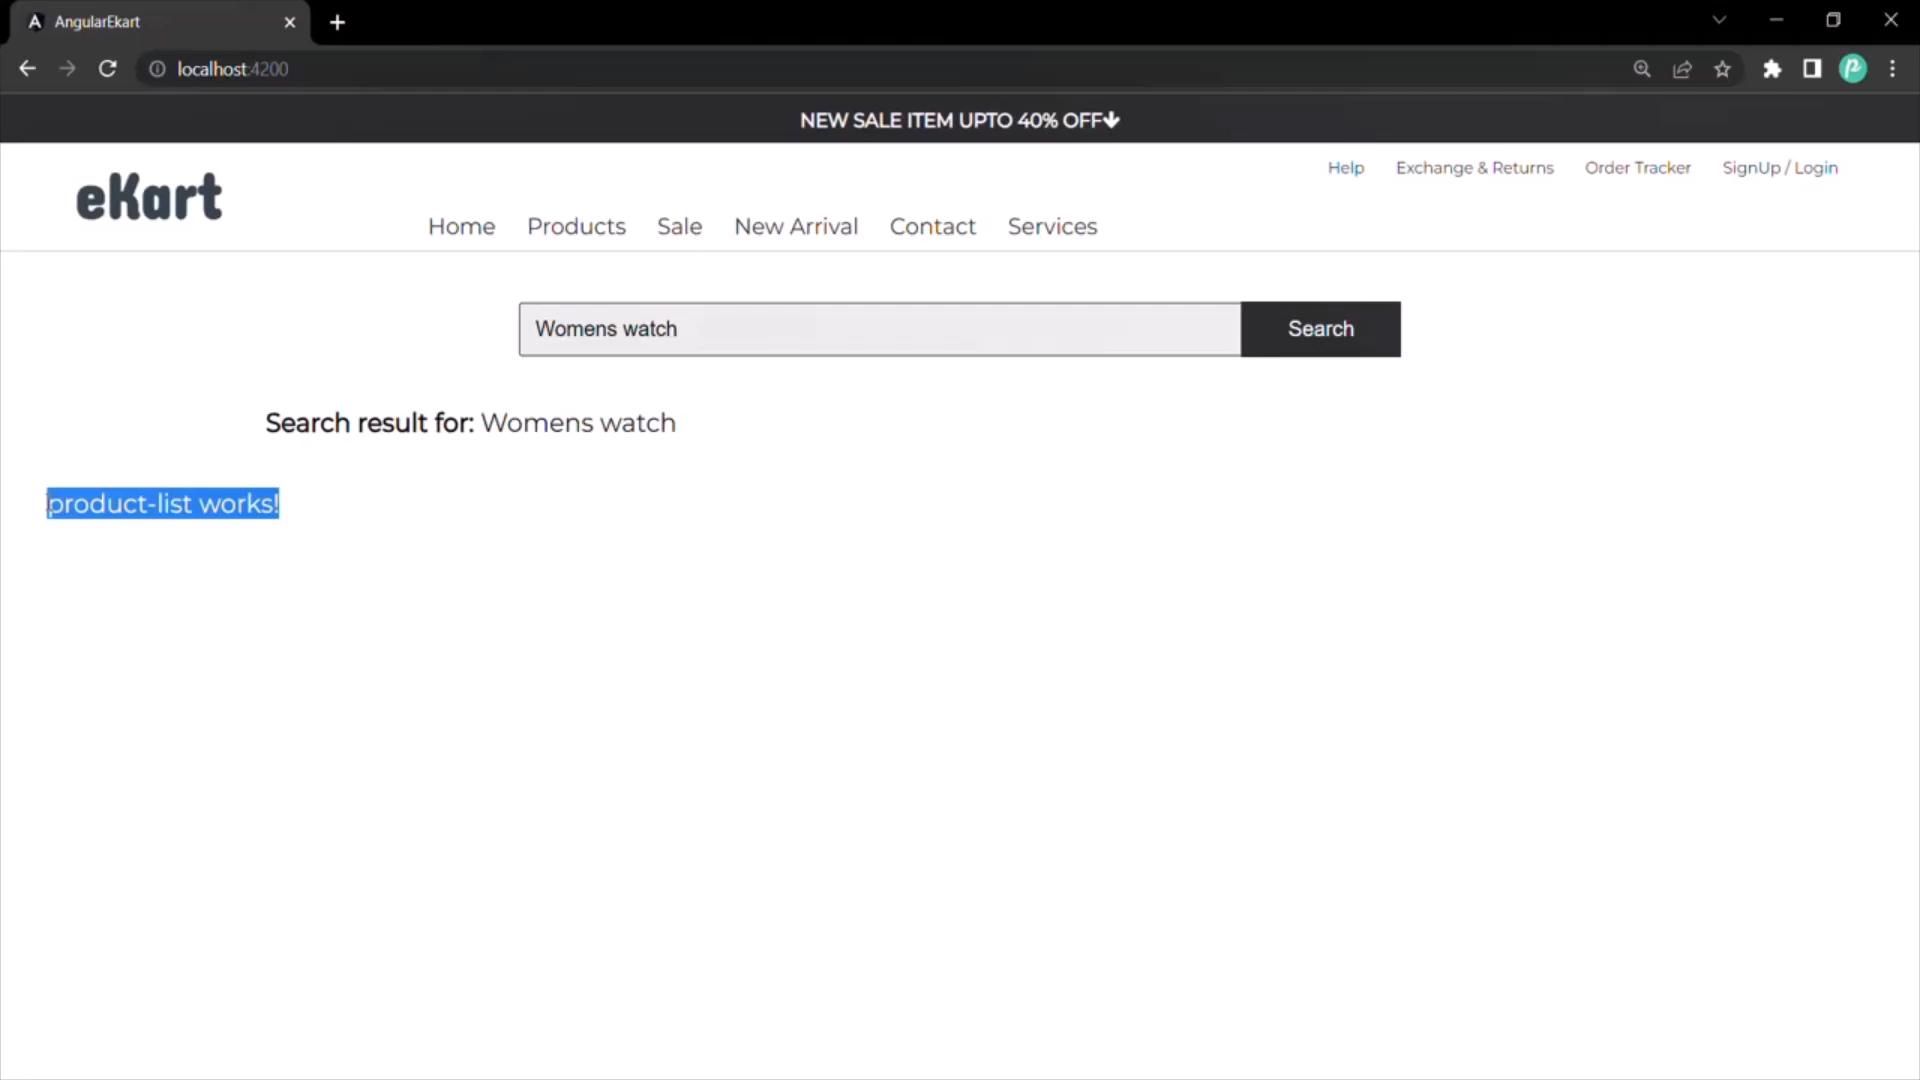 AngularEkart
localhost:4200
NEW SALE ITEM UPTO 40% OFF
Help Exchange & Returns Order Tracker SignUp / Login
eKart
Home Products Sale New Arrival Contact Services
Womens watch Search
Search result for: Womens watch
product-list works!